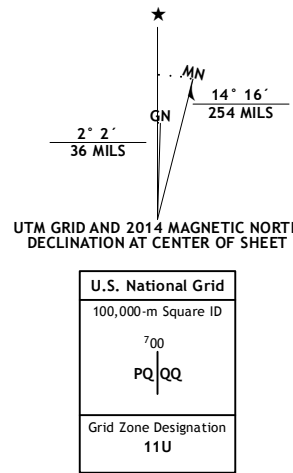 ★
MN
GN
14° 16´
254 MILS
2° 2´
36 MILS
UTM GRID AND 2014 MAGNETIC NORTH
DECLINATION AT CENTER OF SHEET
U.S. National Grid
100,000-m Square ID
⁷00
PQ QQ
Grid Zone Designation
11U